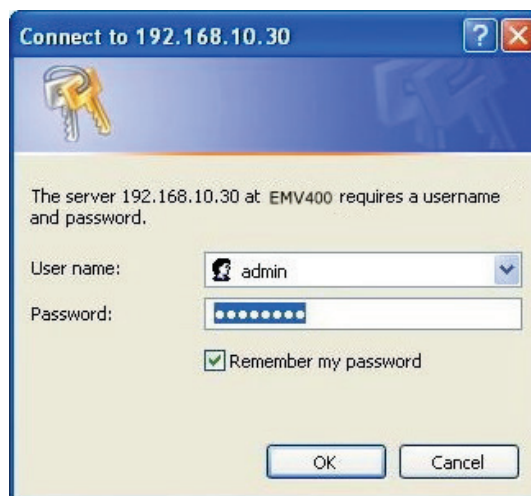 Connect to 192.168.10.30
The server 192.168.10.30 at EMV400 requires a username
and password.
User name:
admin
Password:
••••••••
Remember my password
OK
Cancel